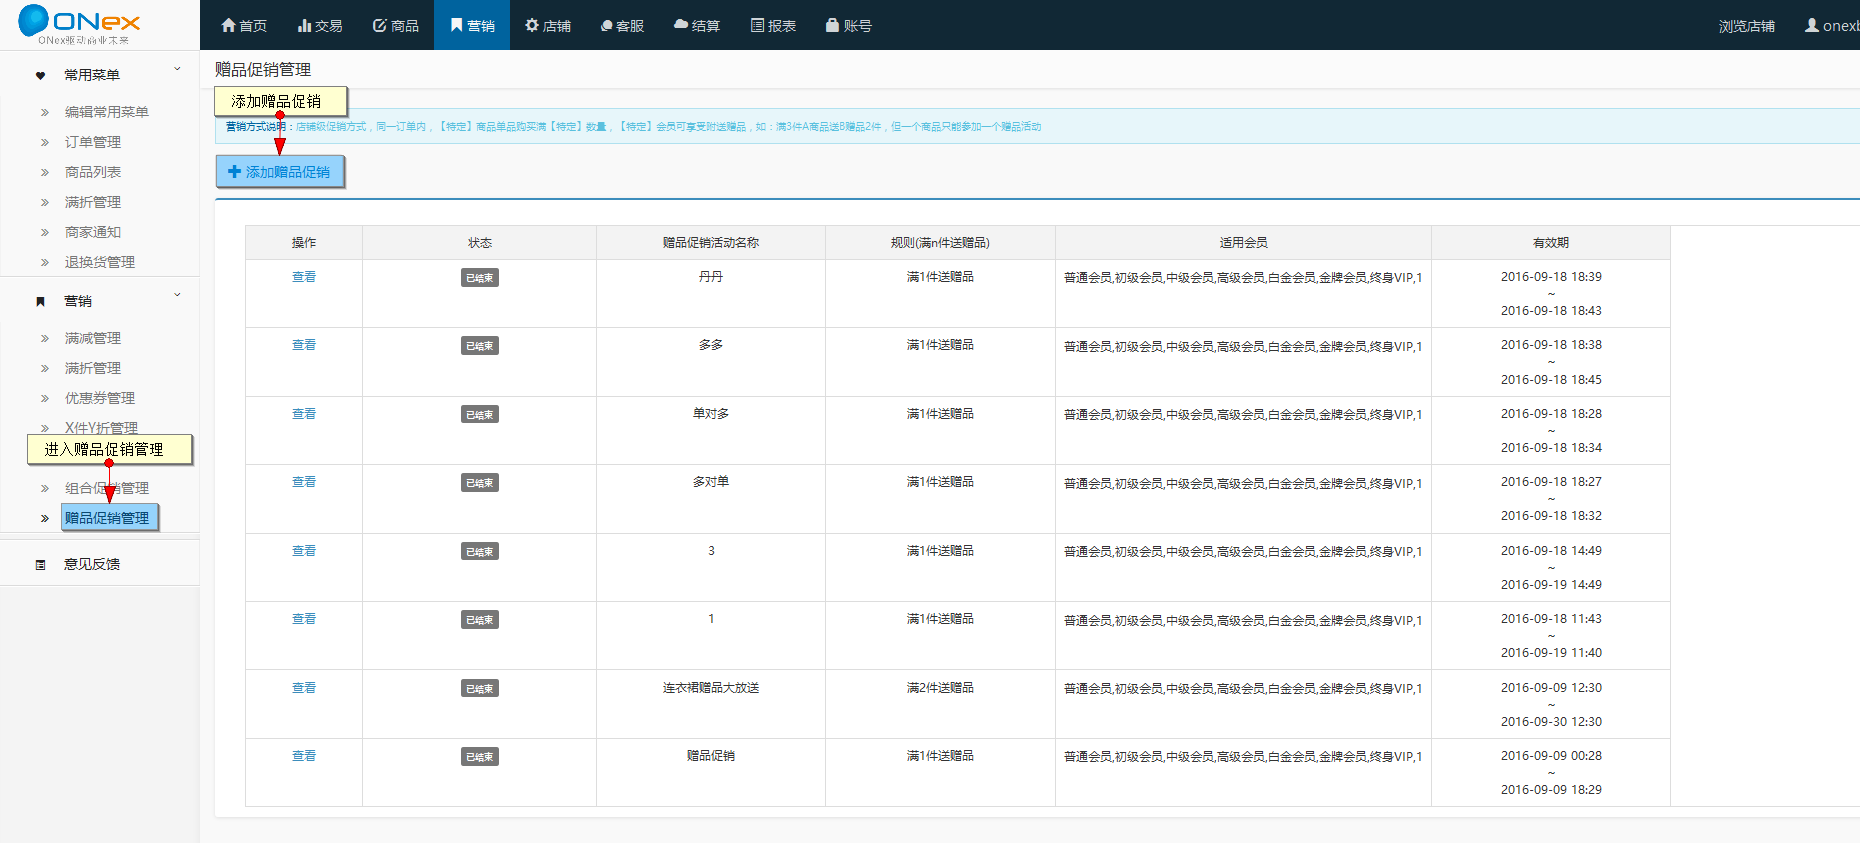 ONex
ONex驱动商业未来
首页 交易 商品 营销 店铺 客服 结算 报表 账号 浏览店铺 onexb
常用菜单
编辑常用菜单
订单管理
商品列表
满折管理
商家通知
退换货管理
营销
满减管理
满折管理
优惠券管理
X件Y折管理
进入赠品促销管理
组合促销管理
赠品促销管理
意见反馈
赠品促销管理
添加赠品促销
营销方式说明：店铺级促销方式，同一订单内，【特定】商品单品购买满【特定】数量，【特定】会员可享受附送赠品，如：满3件A商品送B赠品2件，但一个商品只能参加一个赠品活动
添加赠品促销
操作 状态 赠品促销活动名称 规则(满n件送赠品) 适用会员 有效期
查看 已结束 丹丹 满1件送赠品 普通会员,初级会员,中级会员,高级会员,白金会员,金牌会员,终身VIP,1 2016-09-18 18:39
~
2016-09-18 18:43
查看 已结束 多多 满1件送赠品 普通会员,初级会员,中级会员,高级会员,白金会员,金牌会员,终身VIP,1 2016-09-18 18:38
~
2016-09-18 18:45
查看 已结束 单对多 满1件送赠品 普通会员,初级会员,中级会员,高级会员,白金会员,金牌会员,终身VIP,1 2016-09-18 18:28
~
2016-09-18 18:34
查看 已结束 多对单 满1件送赠品 普通会员,初级会员,中级会员,高级会员,白金会员,金牌会员,终身VIP,1 2016-09-18 18:27
~
2016-09-18 18:32
查看 已结束 3 满1件送赠品 普通会员,初级会员,中级会员,高级会员,白金会员,金牌会员,终身VIP,1 2016-09-18 14:49
~
2016-09-19 14:49
查看 已结束 1 满1件送赠品 普通会员,初级会员,中级会员,高级会员,白金会员,金牌会员,终身VIP,1 2016-09-18 11:43
~
2016-09-19 11:40
查看 已结束 连衣裙赠品大放送 满2件送赠品 普通会员,初级会员,中级会员,高级会员,白金会员,金牌会员,终身VIP,1 2016-09-09 12:30
~
2016-09-30 12:30
查看 已结束 赠品促销 满1件送赠品 普通会员,初级会员,中级会员,高级会员,白金会员,金牌会员,终身VIP,1 2016-09-09 00:28
~
2016-09-09 18:29